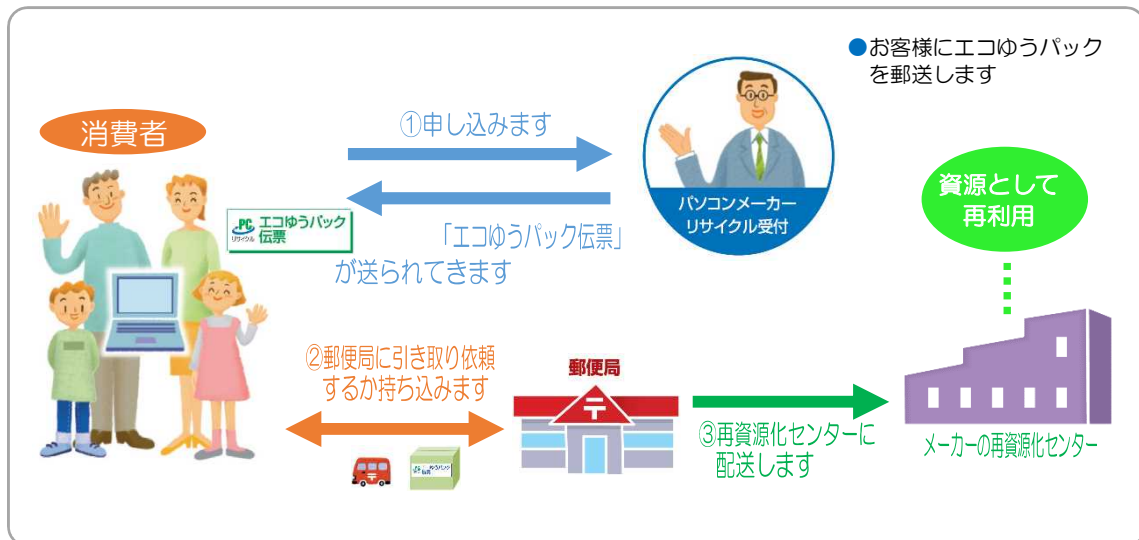 ●お客様にエコゆうパック
を郵送します
消費者
①申し込みます
パソコンメーカー
リサイクル受付
資源として
再利用
PC
リサイクル
エコゆうパック
伝票
「エコゆうパック伝票」
が送られてきます
②郵便局に引き取り依頼
するか持ち込みます
郵便局
〒
③再資源化センターに
配送します
メーカーの再資源化センター